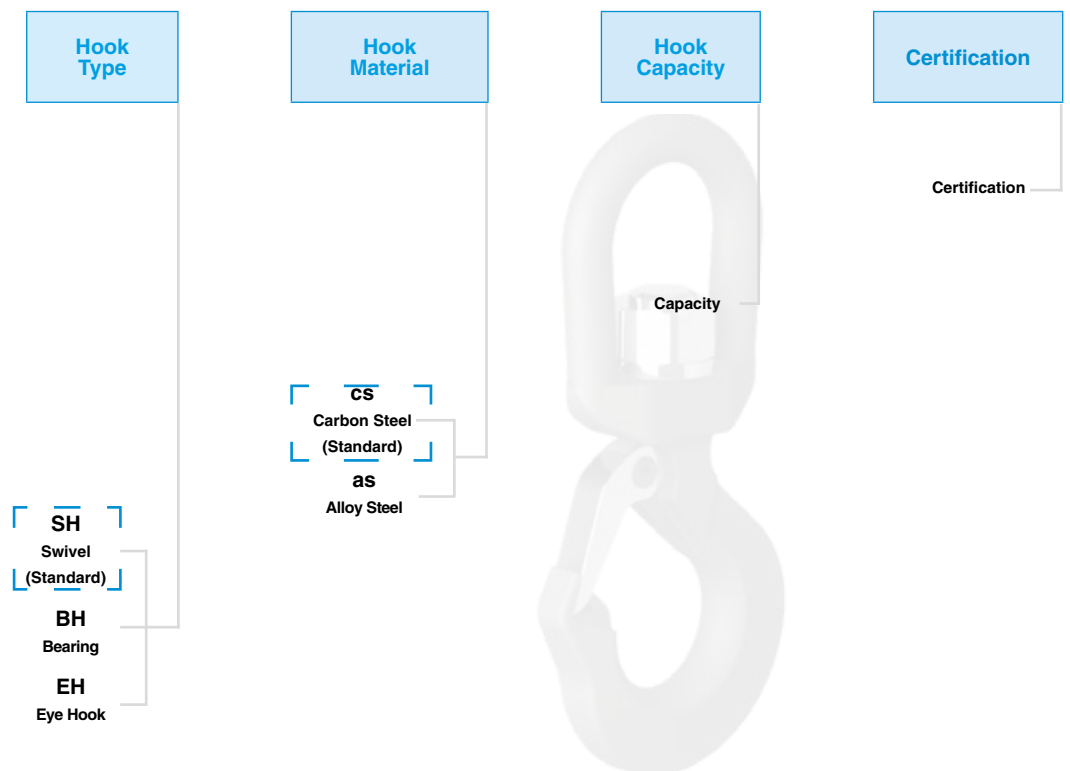 Hook
Type
Hook
Material
Hook
Capacity
Certification
Certification
Capacity
cs
Carbon Steel
(Standard)
as
Alloy Steel
SH
Swivel
(Standard)
BH
Bearing
EH
Eye Hook